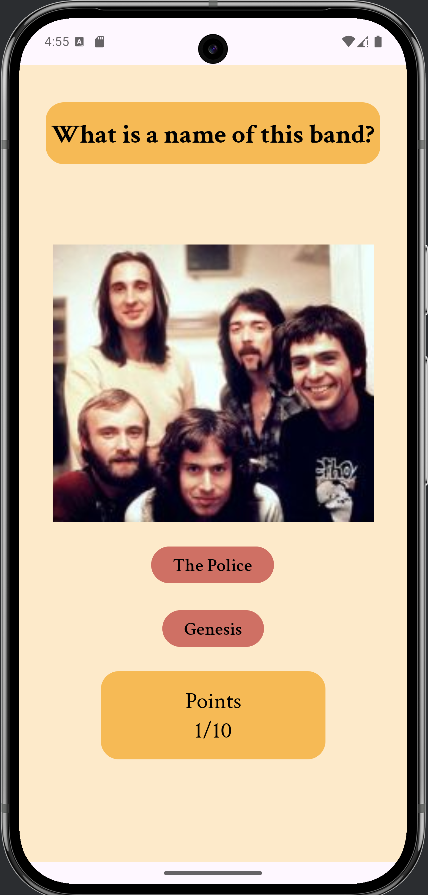 4:55 A
What is a name of this band?
The Police
Genesis
Points
1/10